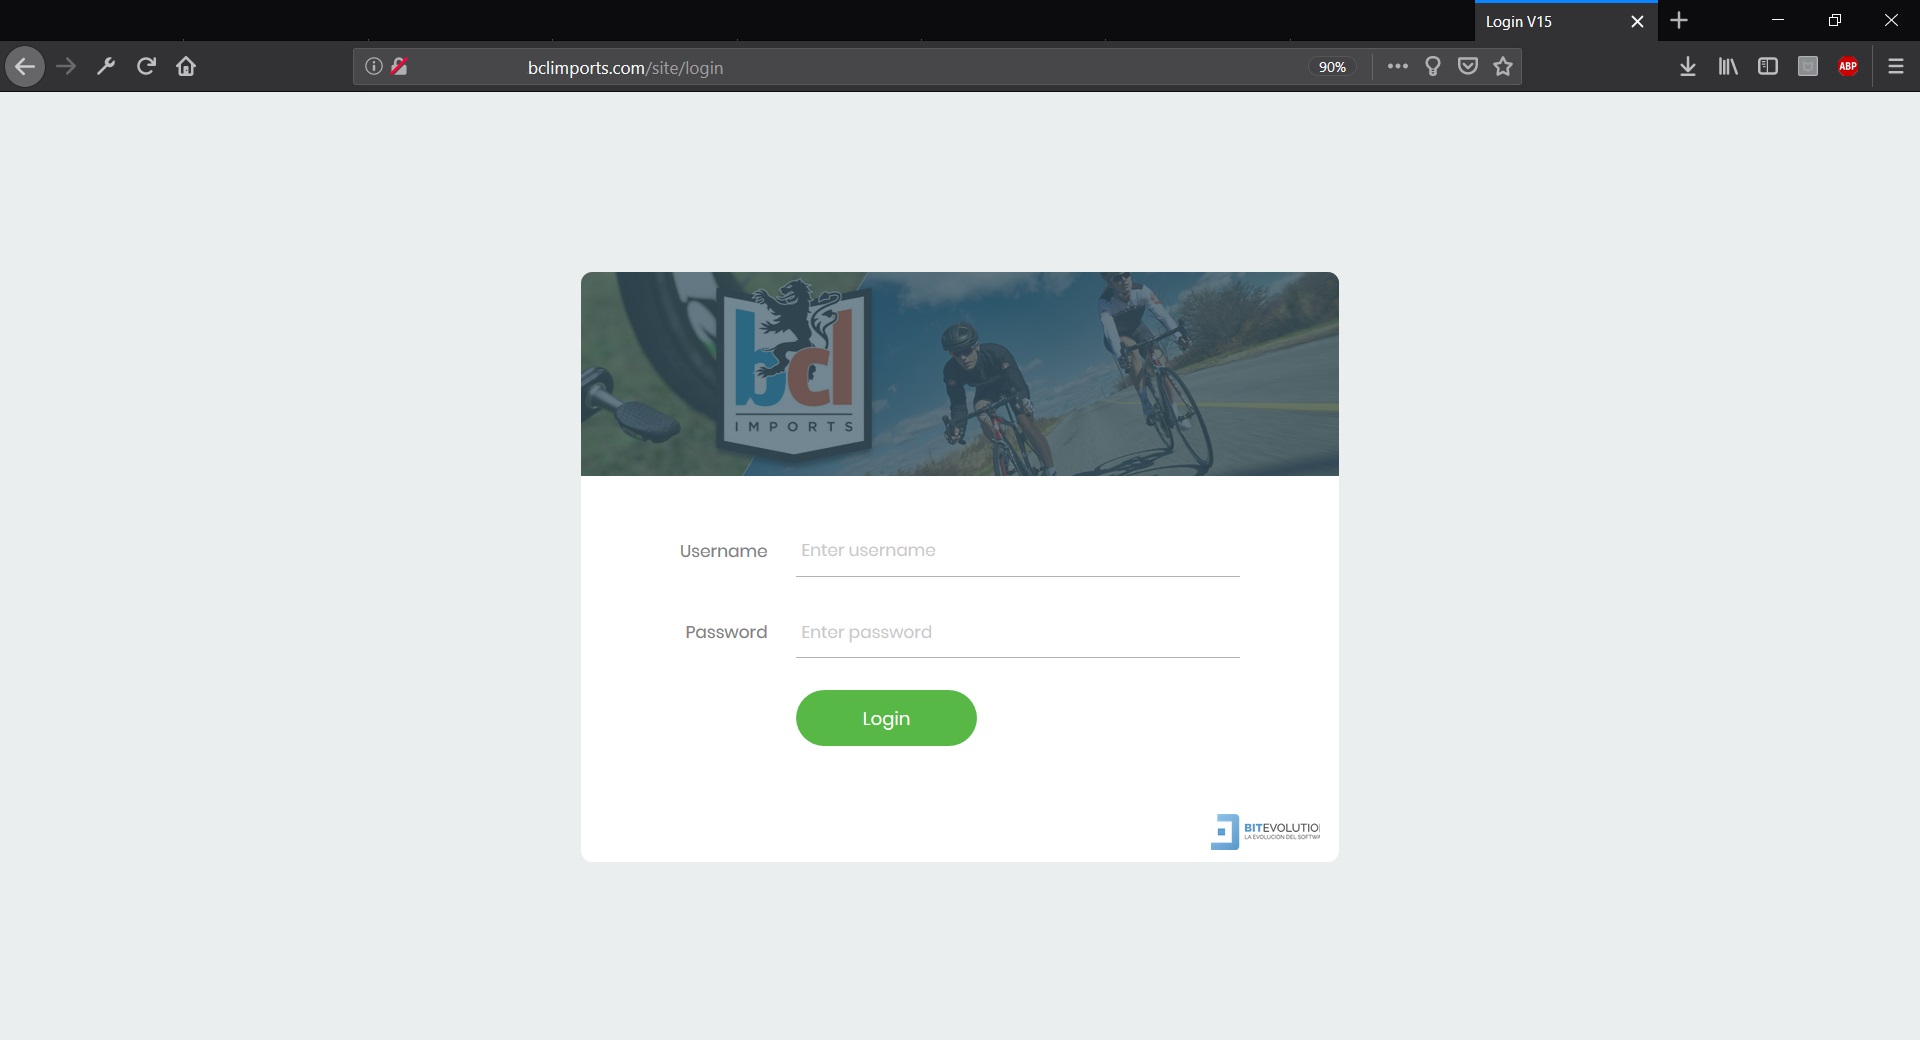 Login V15
bclimports.com/site/login
90%
ABP
bcl
IMPORTS
Username
Enter username
Password
Enter password
Login
BITEVOLUTIO
LA EVOLUCIÓN DEL SOFTW